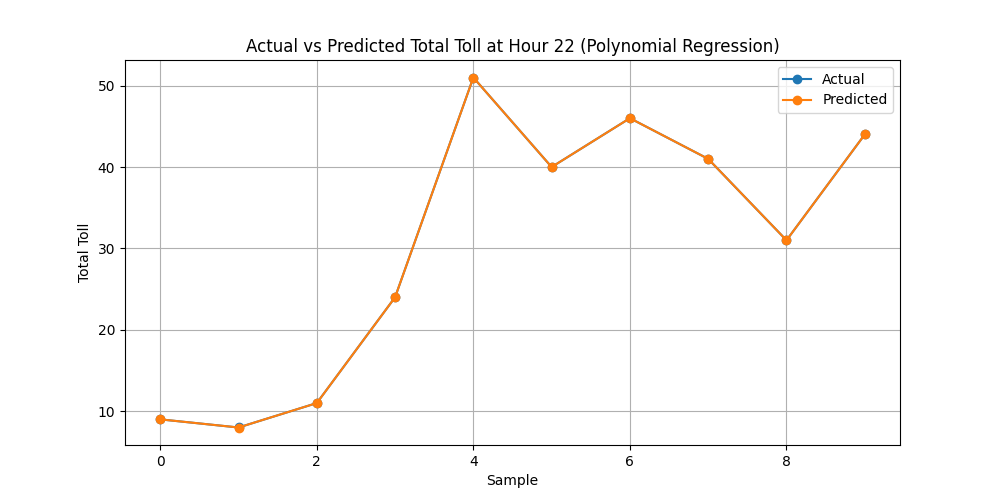 Actual vs Predicted Total Toll at Hour 22 (Polynomial Regression)
Actual
Predicted
Total Toll
50
40
30
20
10
0 2 4 6 8
Sample